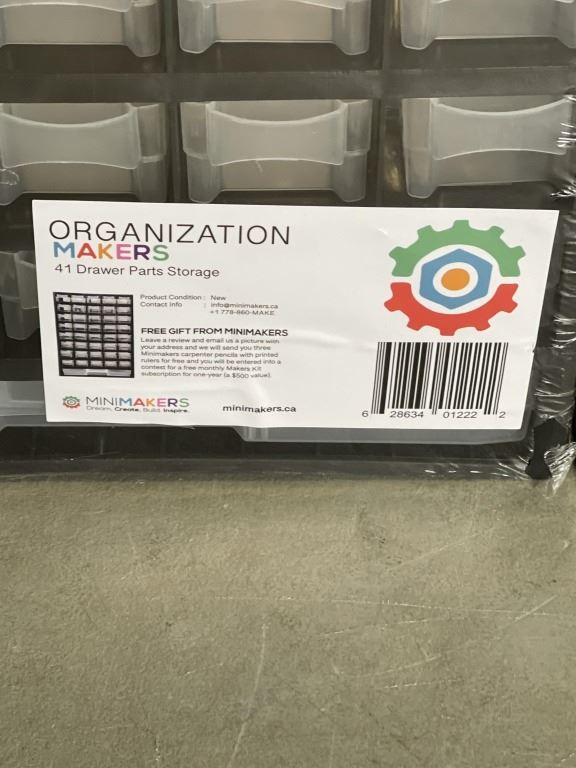 ORGANIZATION
MAKERS
41 Drawer Parts Storage
Product Condition : New
Contact Info : info@minimakers.ca
+1 778-860-MAKE
FREE GIFT FROM MINIMAKERS
Leave a review and email us a picture with
your address and we will send you three
Minimakers carpenter pencils with printed
rulers for free and you will be entered into a
contest for a free monthly Makers Kit
subscription for one-year (a $500 value).
MINIMAKERS
Dream. Create. Build. Inspire.
minimakers.ca
6 28634 01222 2